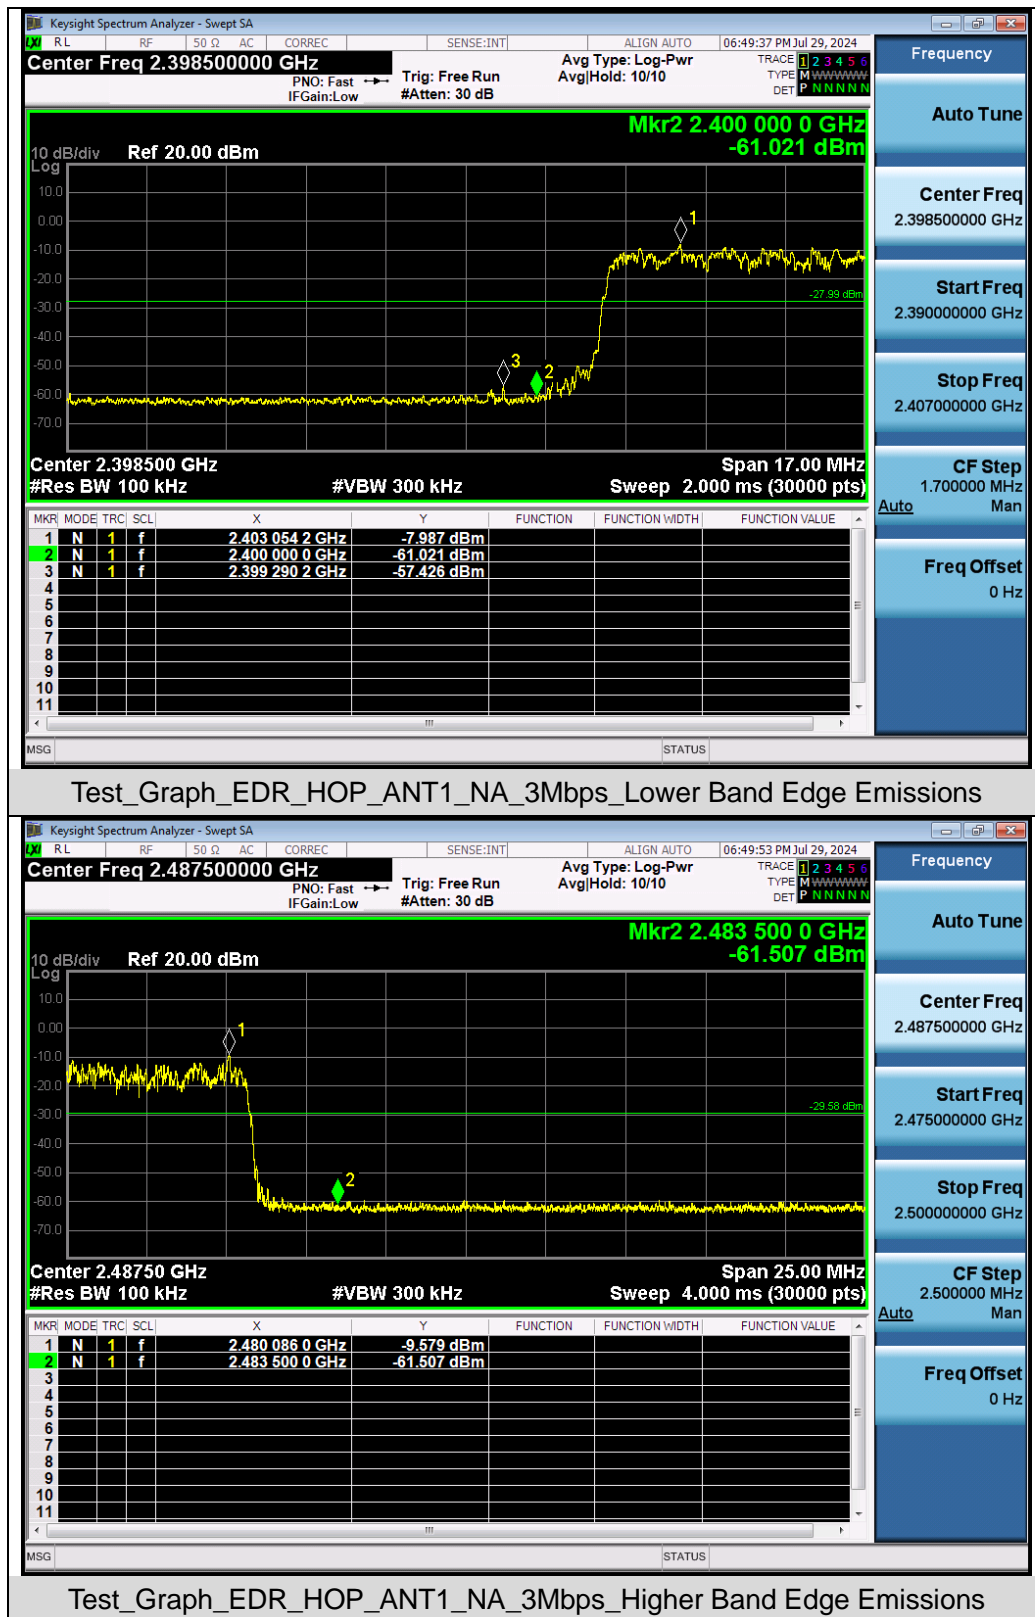 Keysight Spectrum Analyzer - Swept SA
LXI RL RF 50 Ω AC CORREC SENSE:INT ALIGN AUTO 06:49:37 PM Jul 29, 2024
Center Freq 2.398500000 GHz
PNO: Fast
IFGain:Low
Trig: Free Run
#Atten: 30 dB
Avg Type: Log-Pwr
Avg|Hold: 10/10
TRACE 1 2 3 4 5 6
TYPE M WWWWW
DET P N N N N N
Mkr2 2.400 000 0 GHz
-61.021 dBm
10 dB/div Ref 20.00 dBm
Log
10.0
0.00
-10.0
-20.0
-30.0
-40.0
-50.0
-60.0
-70.0
1
-27.99 dBm
3
2
Center 2.398500 GHz Span 17.00 MHz
#Res BW 100 kHz #VBW 300 kHz Sweep 2.000 ms (30000 pts)
MKR MODE TRC SCL X Y FUNCTION FUNCTION WIDTH FUNCTION VALUE
1 N 1 f 2.403 054 2 GHz -7.987 dBm
2 N 1 f 2.400 000 0 GHz -61.021 dBm
3 N 1 f 2.399 290 2 GHz -57.426 dBm
4
5
6
7
8
9
10
11
MSG STATUS
Frequency
Auto Tune
Center Freq
2.398500000 GHz
Start Freq
2.390000000 GHz
Stop Freq
2.407000000 GHz
CF Step
1.700000 MHz
Auto Man
Freq Offset
0 Hz
Test_Graph_EDR_HOP_ANT1_NA_3Mbps_Lower Band Edge Emissions
Keysight Spectrum Analyzer - Swept SA
LXI RL RF 50 Ω AC CORREC SENSE:INT ALIGN AUTO 06:49:53 PM Jul 29, 2024
Center Freq 2.487500000 GHz
PNO: Fast
IFGain:Low
Trig: Free Run
#Atten: 30 dB
Avg Type: Log-Pwr
Avg|Hold: 10/10
TRACE 1 2 3 4 5 6
TYPE M WWWWW
DET P N N N N N
Mkr2 2.483 500 0 GHz
-61.507 dBm
10 dB/div Ref 20.00 dBm
Log
10.0
0.00
-10.0
-20.0
-30.0
-40.0
-50.0
-60.0
-70.0
1
-29.58 dBm
2
Center 2.48750 GHz Span 25.00 MHz
#Res BW 100 kHz #VBW 300 kHz Sweep 4.000 ms (30000 pts)
MKR MODE TRC SCL X Y FUNCTION FUNCTION WIDTH FUNCTION VALUE
1 N 1 f 2.480 086 0 GHz -9.579 dBm
2 N 1 f 2.483 500 0 GHz -61.507 dBm
3
4
5
6
7
8
9
10
11
MSG STATUS
Frequency
Auto Tune
Center Freq
2.487500000 GHz
Start Freq
2.475000000 GHz
Stop Freq
2.500000000 GHz
CF Step
2.500000 MHz
Auto Man
Freq Offset
0 Hz
Test_Graph_EDR_HOP_ANT1_NA_3Mbps_Higher Band Edge Emissions